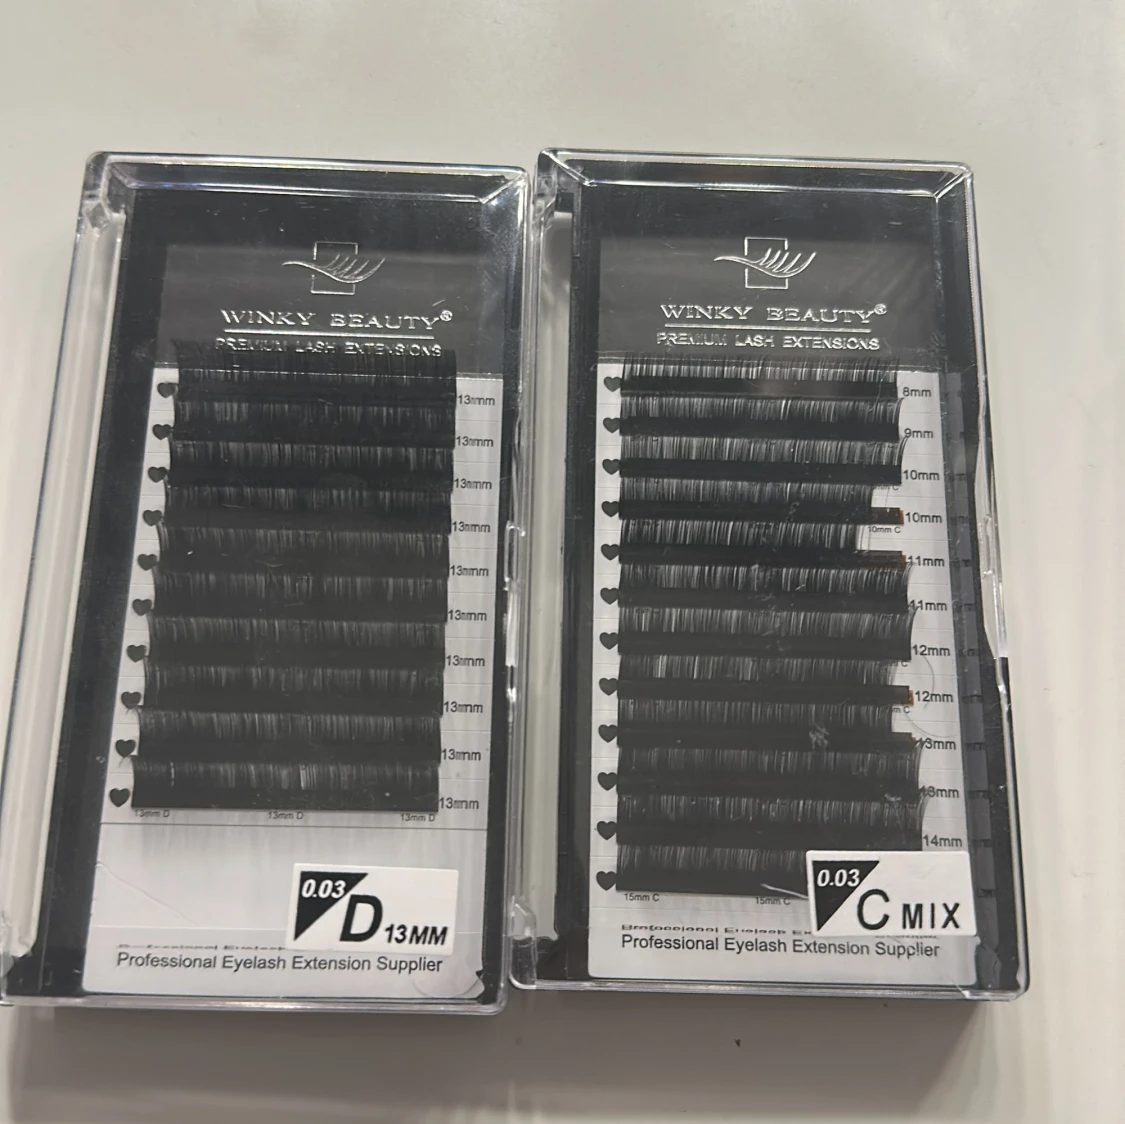 WINKY BEAUTY®
PREMIUM LASH EXTENSIONS
13mm
13mm
13mm
13mm
13mm
13mm
13mm
13mm
13mm
13mm
13mm D
13mm D
13mm D
0.03
D 13MM
Professional Eyelash Extension Supplier
WINKY BEAUTY®
PREMIUM LASH EXTENSIONS
8mm
9mm
10mm
10mm
10mm C
11mm
11mm
12mm
12mm
13mm
13mm
14mm
15mm C
15mm C
0.03
C MIX
Professional Eyelash Extension Supplier